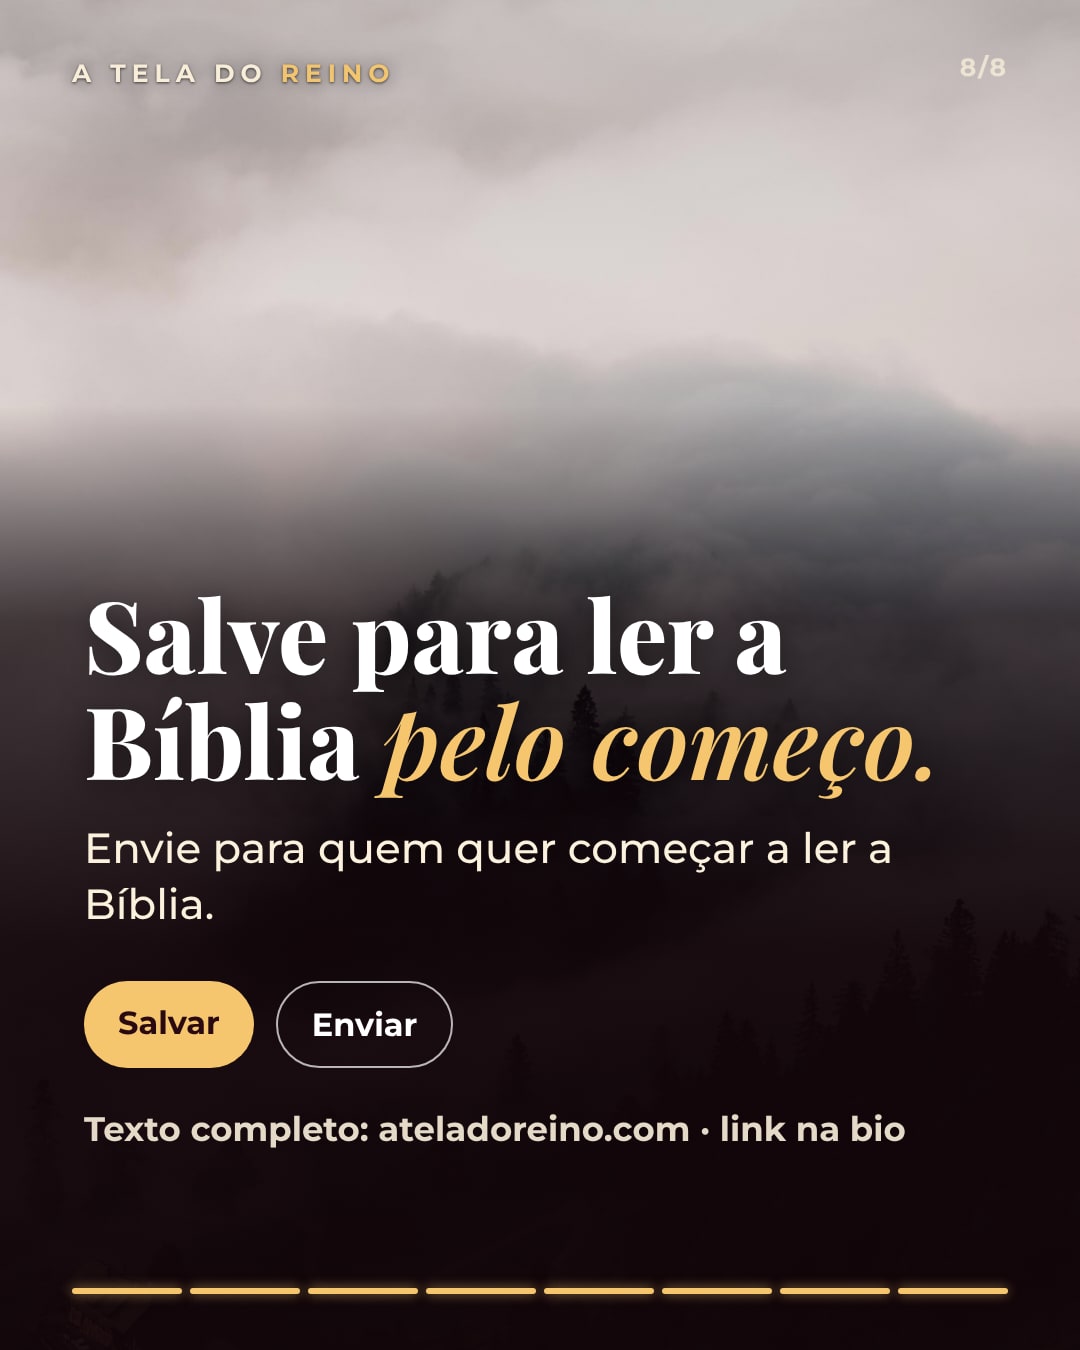 A TELA DO REINO
8/8
Salve para ler a
Bíblia pelo começo.
Envie para quem quer começar a ler a
Bíblia.
Salvar
Enviar
Texto completo: ateladoreino.com · link na bio